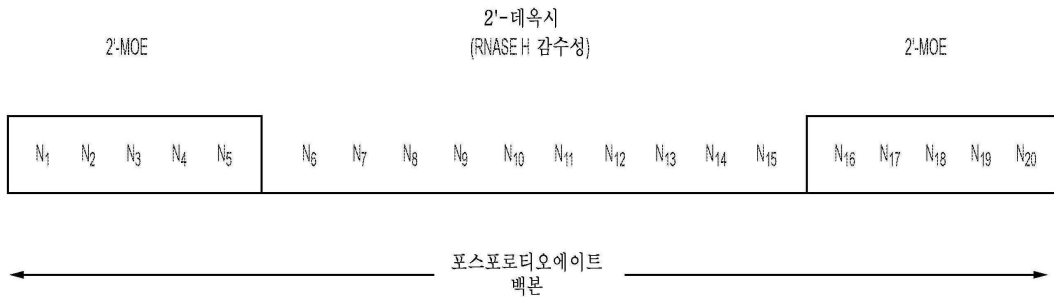 2'-데옥시
2'-MOE (RNASE H 감수성) 2'-MOE
N1 N2 N3 N4 N5 N6 N7 N8 N9 N10 N11 N12 N13 N14 N15 N16 N17 N18 N19 N20
포스포로티오에이트
백본